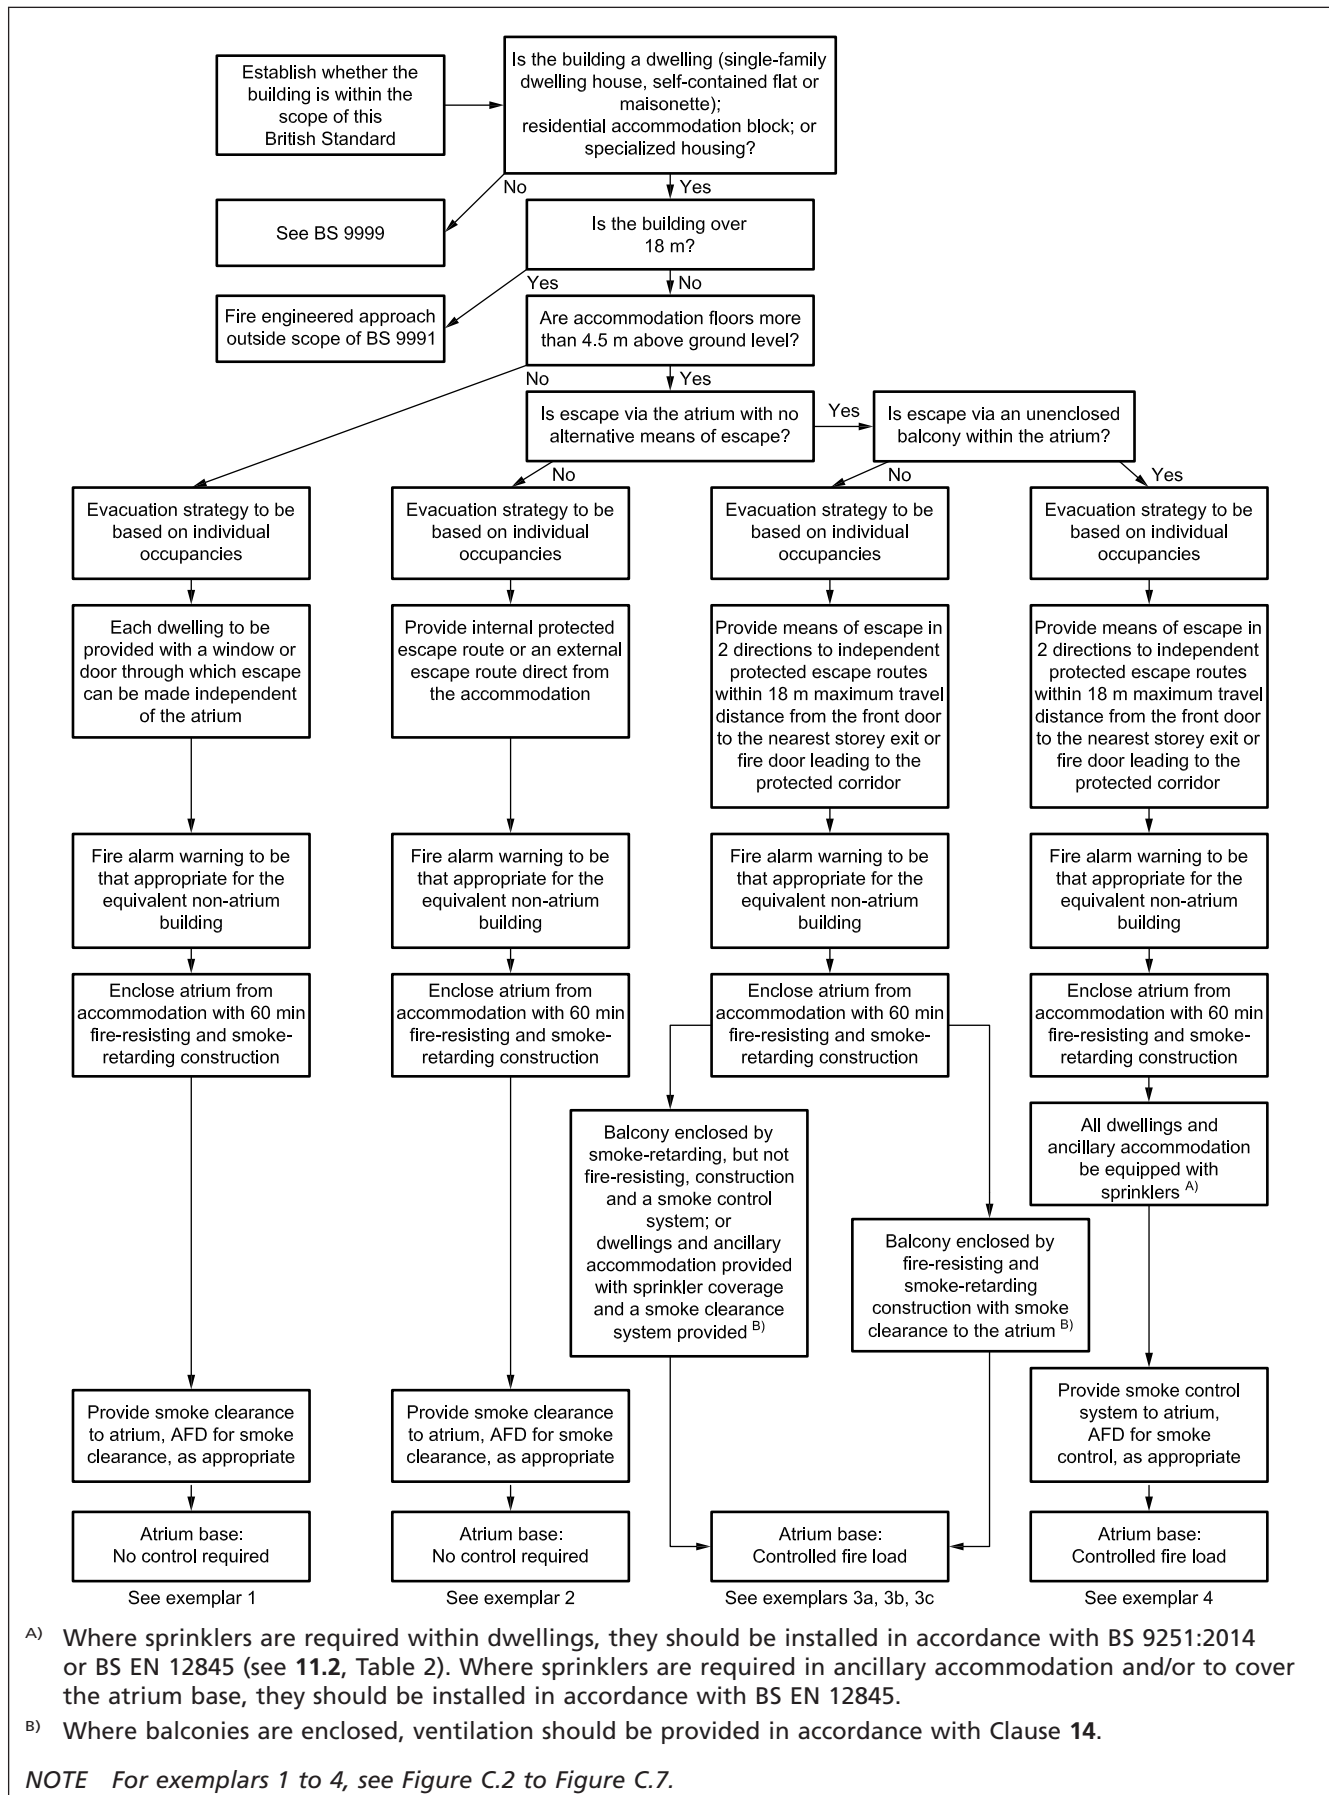 Establish whether the
building is within the
scope of this
British Standard
Is the building a dwelling (single-family
dwelling house, self-contained flat or
maisonette);
residential accommodation block; or
specialized housing?
No
Yes
See BS 9999
Is the building over
18 m?
Yes
No
Fire engineered approach
outside scope of BS 9991
Are accommodation floors more
than 4.5 m above ground level?
No
Yes
Is escape via the atrium with no
alternative means of escape?
Yes
Is escape via an unenclosed
balcony within the atrium?
No
No
Yes
Evacuation strategy to be
based on individual
occupancies
Evacuation strategy to be
based on individual
occupancies
Evacuation strategy to be
based on individual
occupancies
Evacuation strategy to be
based on individual
occupancies
Each dwelling to be
provided with a window or
door through which escape
can be made independent
of the atrium
Provide internal protected
escape route or an external
escape route direct from
the accommodation
Provide means of escape in
2 directions to independent
protected escape routes
within 18 m maximum travel
distance from the front door
to the nearest storey exit or
fire door leading to the
protected corridor
Provide means of escape in
2 directions to independent
protected escape routes
within 18 m maximum travel
distance from the front door
to the nearest storey exit or
fire door leading to the
protected corridor
Fire alarm warning to be
that appropriate for the
equivalent non-atrium
building
Fire alarm warning to be
that appropriate for the
equivalent non-atrium
building
Fire alarm warning to be
that appropriate for the
equivalent non-atrium
building
Fire alarm warning to be
that appropriate for the
equivalent non-atrium
building
Enclose atrium from
accommodation with 60 min
fire-resisting and smoke-
retarding construction
Enclose atrium from
accommodation with 60 min
fire-resisting and smoke-
retarding construction
Enclose atrium from
accommodation with 60 min
fire-resisting and smoke-
retarding construction
Enclose atrium from
accommodation with 60 min
fire-resisting and smoke-
retarding construction
Balcony enclosed by
smoke-retarding, but not
fire-resisting, construction
and a smoke control
system; or
dwellings and ancillary
accommodation provided
with sprinkler coverage
and a smoke clearance
system provided B)
Balcony enclosed by
fire-resisting and
smoke-retarding
construction with smoke
clearance to the atrium B)
All dwellings and
ancillary accommodation
be equipped with
sprinklers A)
Provide smoke clearance
to atrium, AFD for smoke
clearance, as appropriate
Provide smoke clearance
to atrium, AFD for smoke
clearance, as appropriate
Provide smoke control
system to atrium,
AFD for smoke
control, as appropriate
Atrium base:
No control required
Atrium base:
No control required
Atrium base:
Controlled fire load
Atrium base:
Controlled fire load
See exemplar 1
See exemplar 2
See exemplars 3a, 3b, 3c
See exemplar 4
A) Where sprinklers are required within dwellings, they should be installed in accordance with BS 9251:2014
or BS EN 12845 (see 11.2, Table 2). Where sprinklers are required in ancillary accommodation and/or to cover
the atrium base, they should be installed in accordance with BS EN 12845.
B) Where balconies are enclosed, ventilation should be provided in accordance with Clause 14.
NOTE For exemplars 1 to 4, see Figure C.2 to Figure C.7.